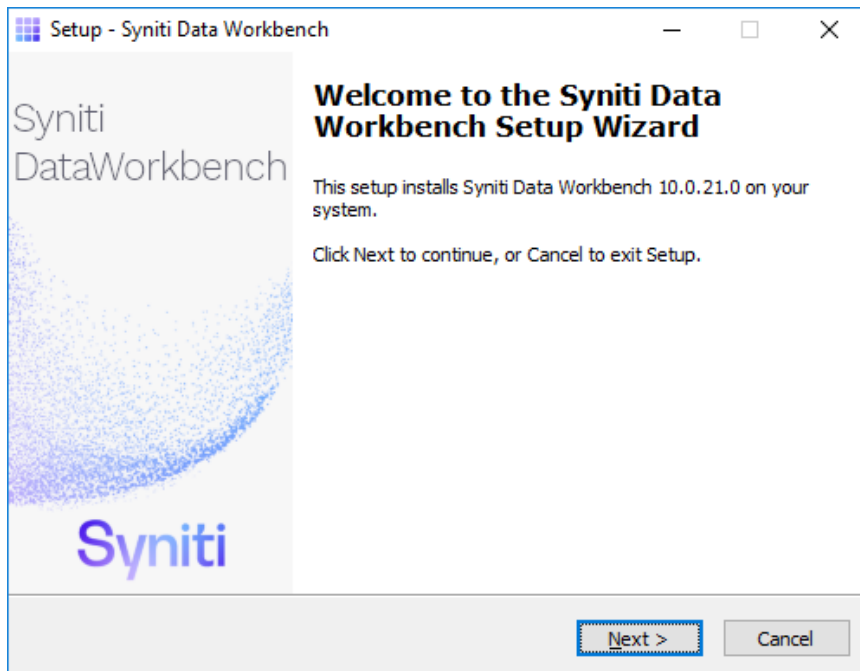 Setup - Syniti Data Workbench
Syniti
DataWorkbench
Welcome to the Syniti Data
Workbench Setup Wizard
This setup installs Syniti Data Workbench 10.0.21.0 on your
system.
Click Next to continue, or Cancel to exit Setup.
Syniti
Next >
Cancel